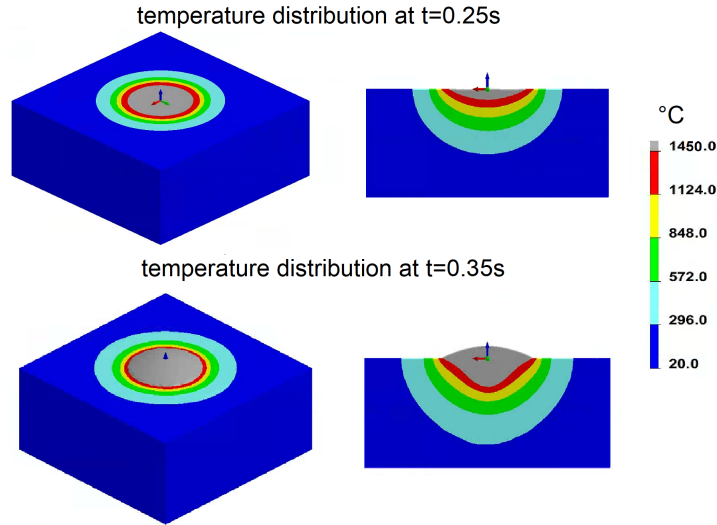 temperature distribution at t=0.25s
°C
1450.0
1124.0
848.0
572.0
296.0
20.0
temperature distribution at t=0.35s